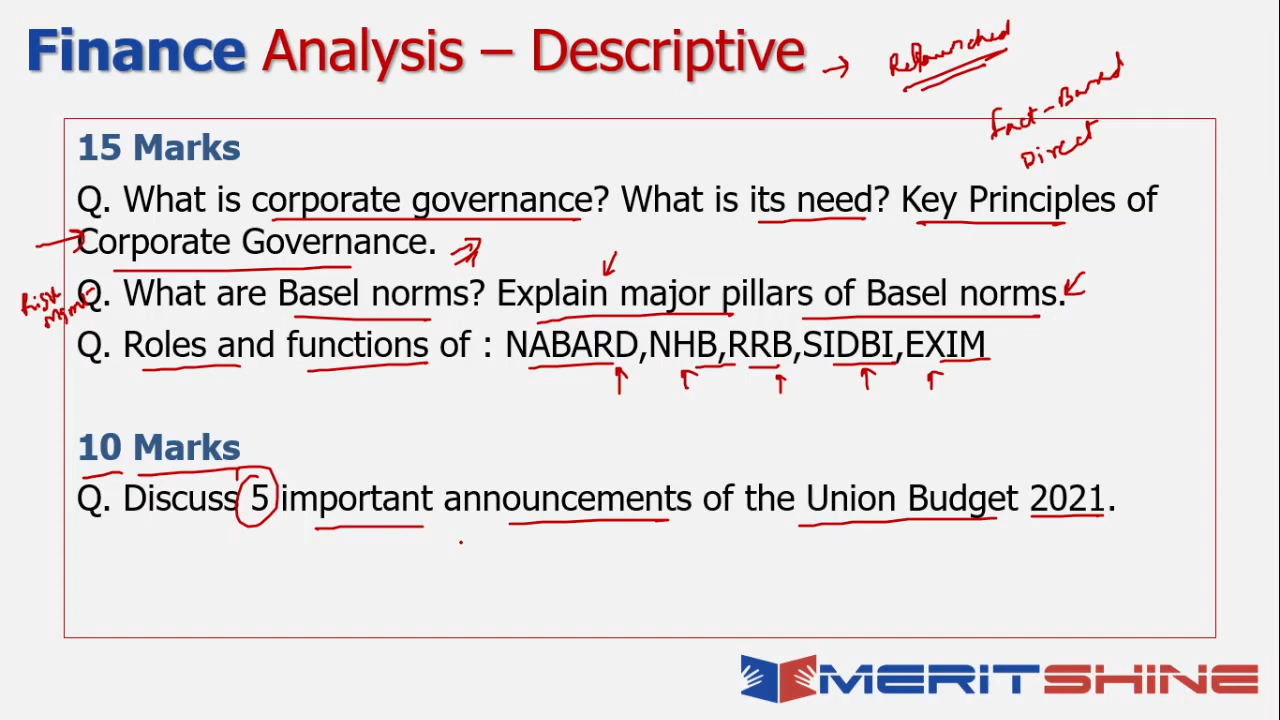 Finance Analysis – Descriptive → Relaunched
Fact-Based
Direct
15 Marks
Q. What is corporate governance? What is its need? Key Principles of
Corporate Governance.
Q. What are Basel norms? Explain major pillars of Basel norms.
Risk
Mgmt
Q. Roles and functions of : NABARD,NHB,RRB,SIDBI,EXIM
10 Marks
Q. Discuss 5 important announcements of the Union Budget 2021.
MERITSHINE